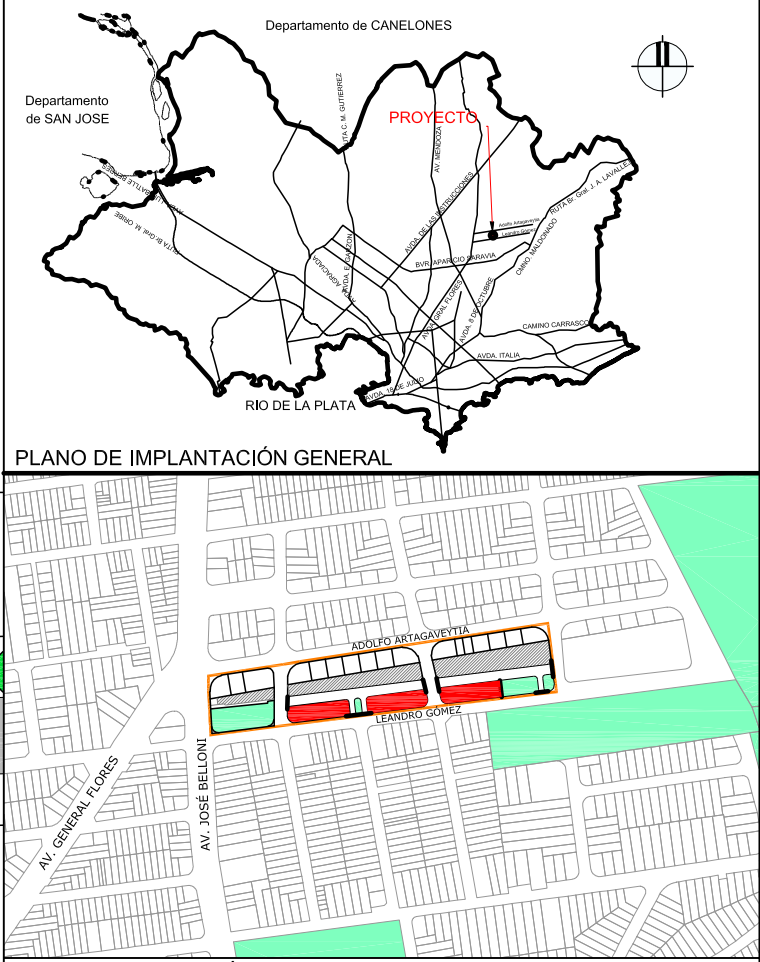 Departamento de CANELONES
Departamento
de SAN JOSE
PROYECTO
RUTA C. M. GUTIERREZ
AV. MENDOZA
AVDA. DE LAS INSTRUCCIONES
Adolfo Artagaveytia
Leandro Gómez
RUTA Br. Gral. J. A. LAVALLEJA
CMNO. MALDONADO
BVR. APARICIO SARAVIA
RUTA Br Gral. M. ORIBE
AVDA. E. GARZON
AGRACIADA
AVDA. GRAL FLORES
AVDA. 8 DE OCTUBRE
CAMINO CARRASCO
AVDA. ITALIA
AVDA. 18 DE JULIO
RIO DE LA PLATA
PLANO DE IMPLANTACIÓN GENERAL
ADOLFO ARTAGAVEYTIA
LEANDRO GÓMEZ
AV. JOSÉ BELLONI
AV. GENERAL FLORES